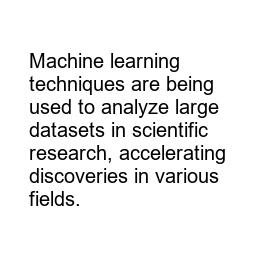 Machine learning
techniques are being
used to analyze large
datasets in scientific
research, accelerating
discoveries in various
fields.